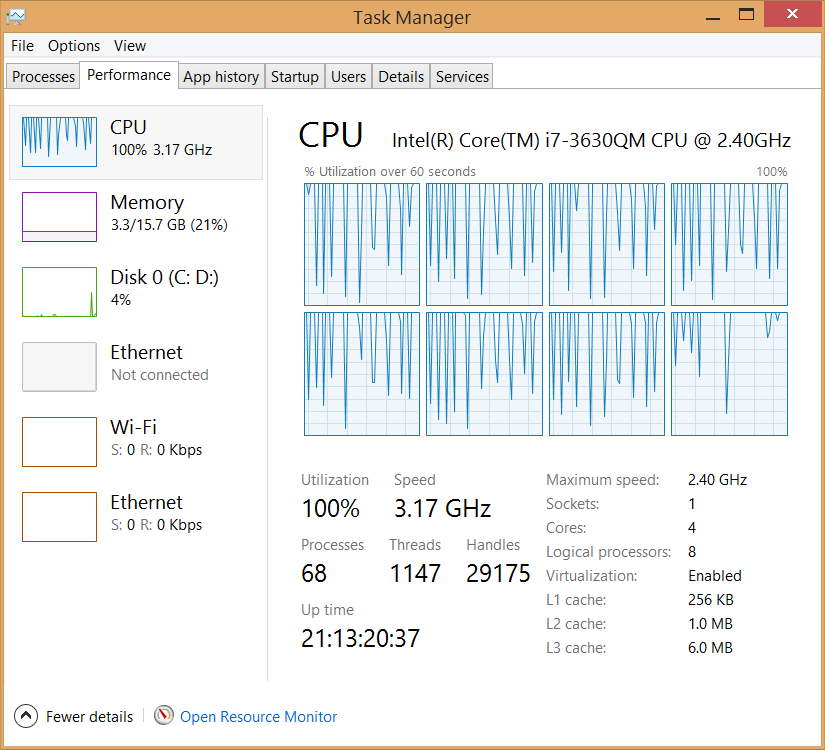 Task Manager
File Options View
Processes Performance App history Startup Users Details Services
CPU
100% 3.17 GHz
Memory
3.3/15.7 GB (21%)
Disk 0 (C: D:)
4%
Ethernet
Not connected
Wi-Fi
S: 0 R: 0 Kbps
Ethernet
S: 0 R: 0 Kbps
CPU Intel(R) Core(TM) i7-3630QM CPU @ 2.40GHz
% Utilization over 60 seconds 100%
Utilization Speed
100% 3.17 GHz
Processes Threads Handles
68 1147 29175
Up time
21:13:20:37
Maximum speed: 2.40 GHz
Sockets: 1
Cores: 4
Logical processors: 8
Virtualization: Enabled
L1 cache: 256 KB
L2 cache: 1.0 MB
L3 cache: 6.0 MB
Fewer details Open Resource Monitor